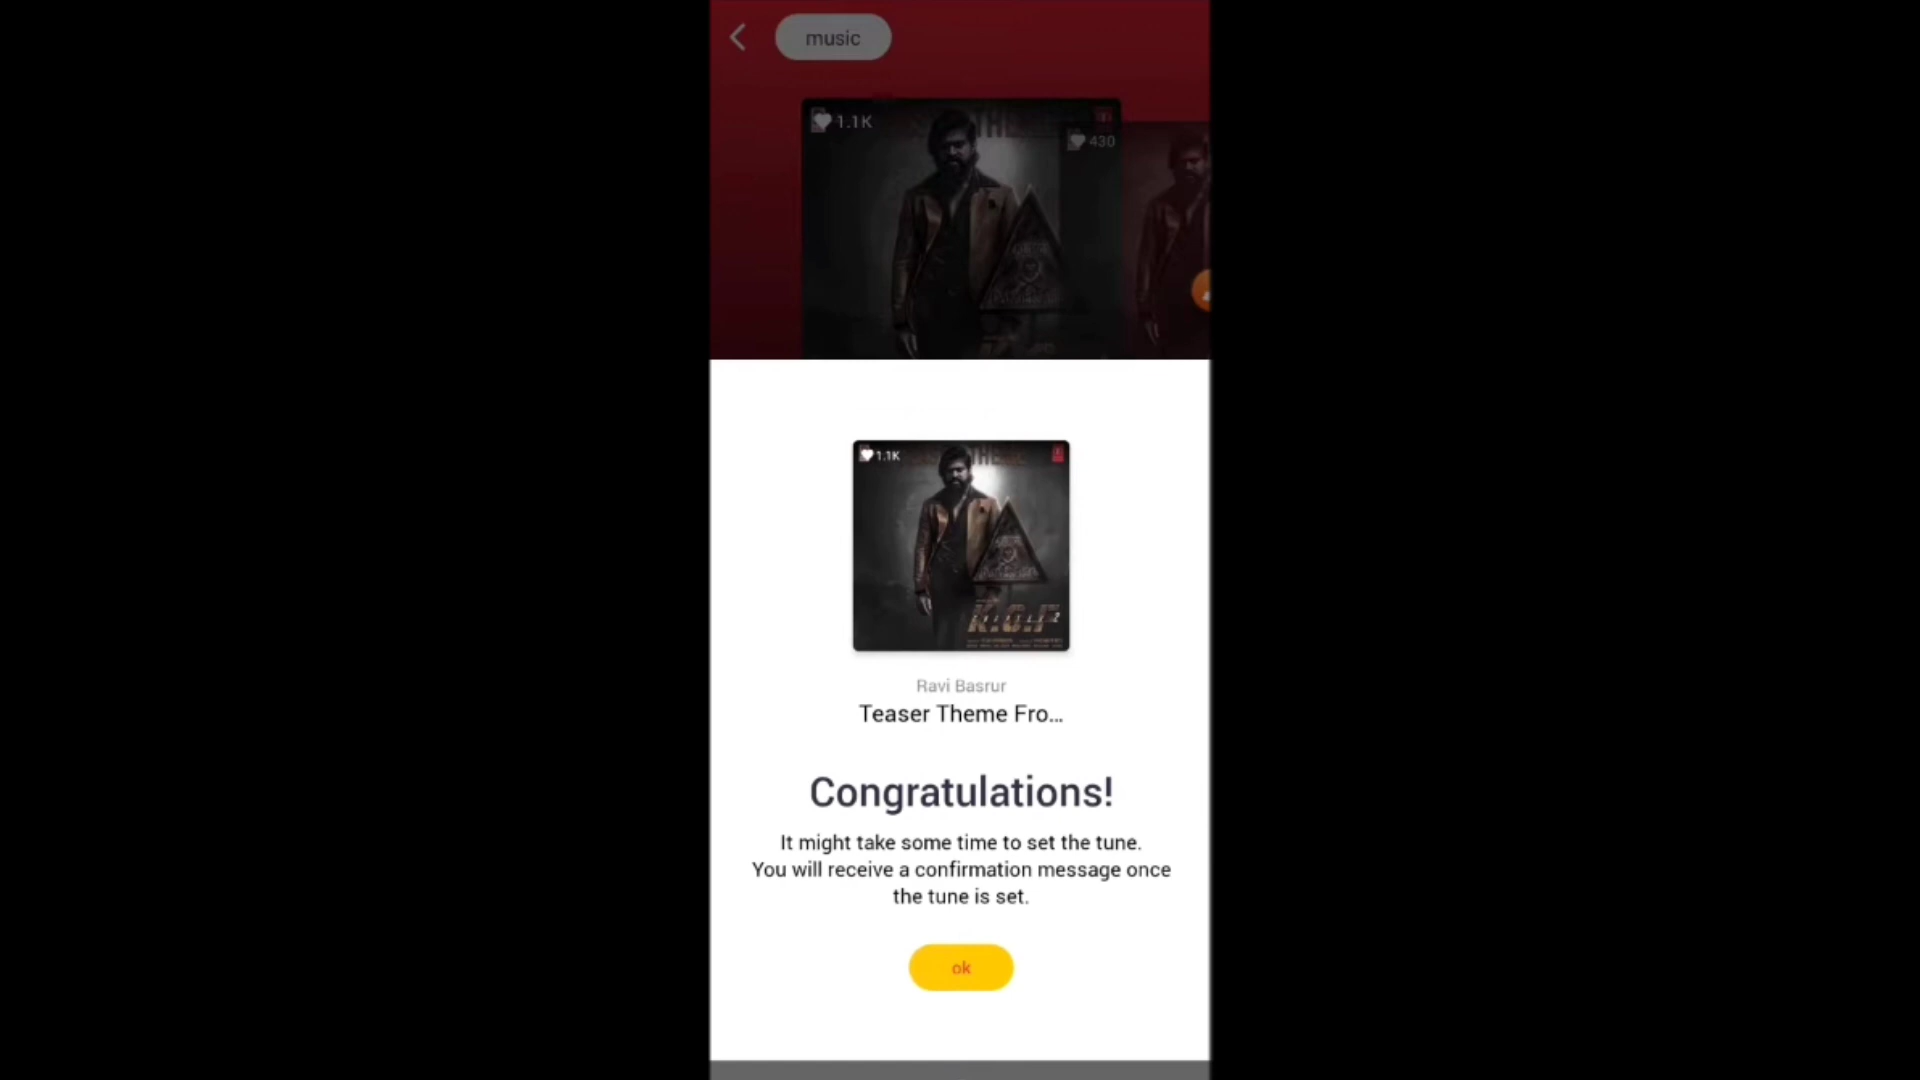 music
1.1K
430
1.1K
K.G.F
Ravi Basrur
Teaser Theme Fro...
Congratulations!
It might take some time to set the tune.
You will receive a confirmation message once
the tune is set.
ok